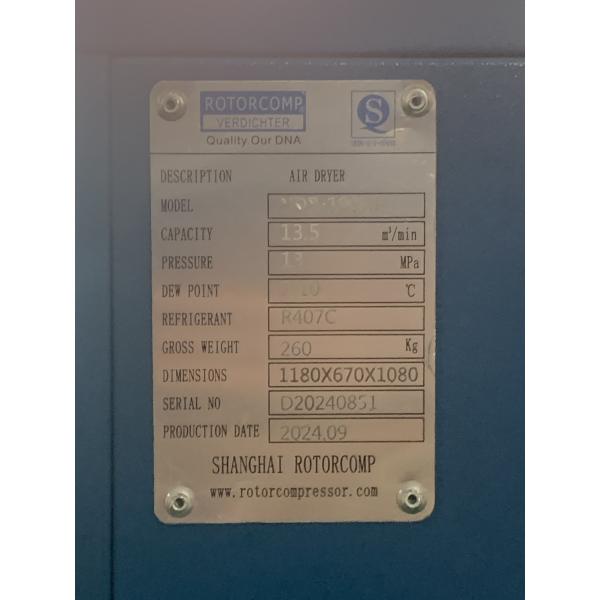 ROTORCOMP
VERDICHTER
Quality. Our DNA
DESCRIPTION AIR DRYER
MODEL
CAPACITY 13.5 m³/min
PRESSURE 13 MPa
DEW POINT 10 ℃
REFRIGERANT R407C
GROSS WEIGHT 260 Kg
DIMENSIONS 1180X670X1080
SERIAL NO D20240851
PRODUCTION DATE 2024.09
SHANGHAI ROTORCOMP
www.rotorcompressor.com